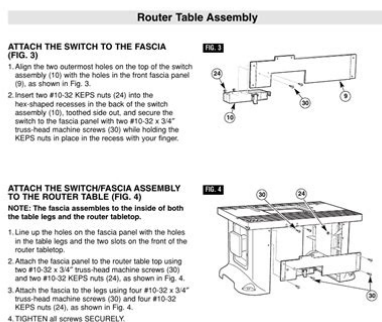 Router Table Assembly
ATTACH THE SWITCH TO THE FASCIA
(FIG. 3)
1. Align the two outermost holes on the top of the switch
assembly (10) with the holes in the front fascia panel
(9), as shown in Fig. 3.
2. Insert two #10-32 KEPS nuts (24) into the
hex-shaped recesses in the back of the switch
assembly (10), toothed side out, and secure the
switch to the fascia panel with two #10-32 x 3/4"
truss-head machine screws (30) while holding the
KEPS nuts in place in the recess with your finger.
FIG. 3
24
10
30
9
ATTACH THE SWITCH/FASCIA ASSEMBLY
TO THE ROUTER TABLE (FIG. 4)
NOTE: The fascia assembles to the inside of both
the table legs and the router tabletop.
1. Line up the holes on the fascia panel with the holes
in the table legs and the two slots on the front of the
router tabletop.
2. Attach the fascia panel to the router table top using
two #10-32 x 3/4" truss-head machine screws (30)
and two #10-32 KEPS nuts (24), as shown in Fig. 4.
3. Attach the fascia to the legs using four #10-32 x 3/4"
truss-head machine screws (30) and four #10-32
KEPS nuts (24), as shown in Fig. 4.
4. TIGHTEN all screws SECURELY.
FIG. 4
30
24
30